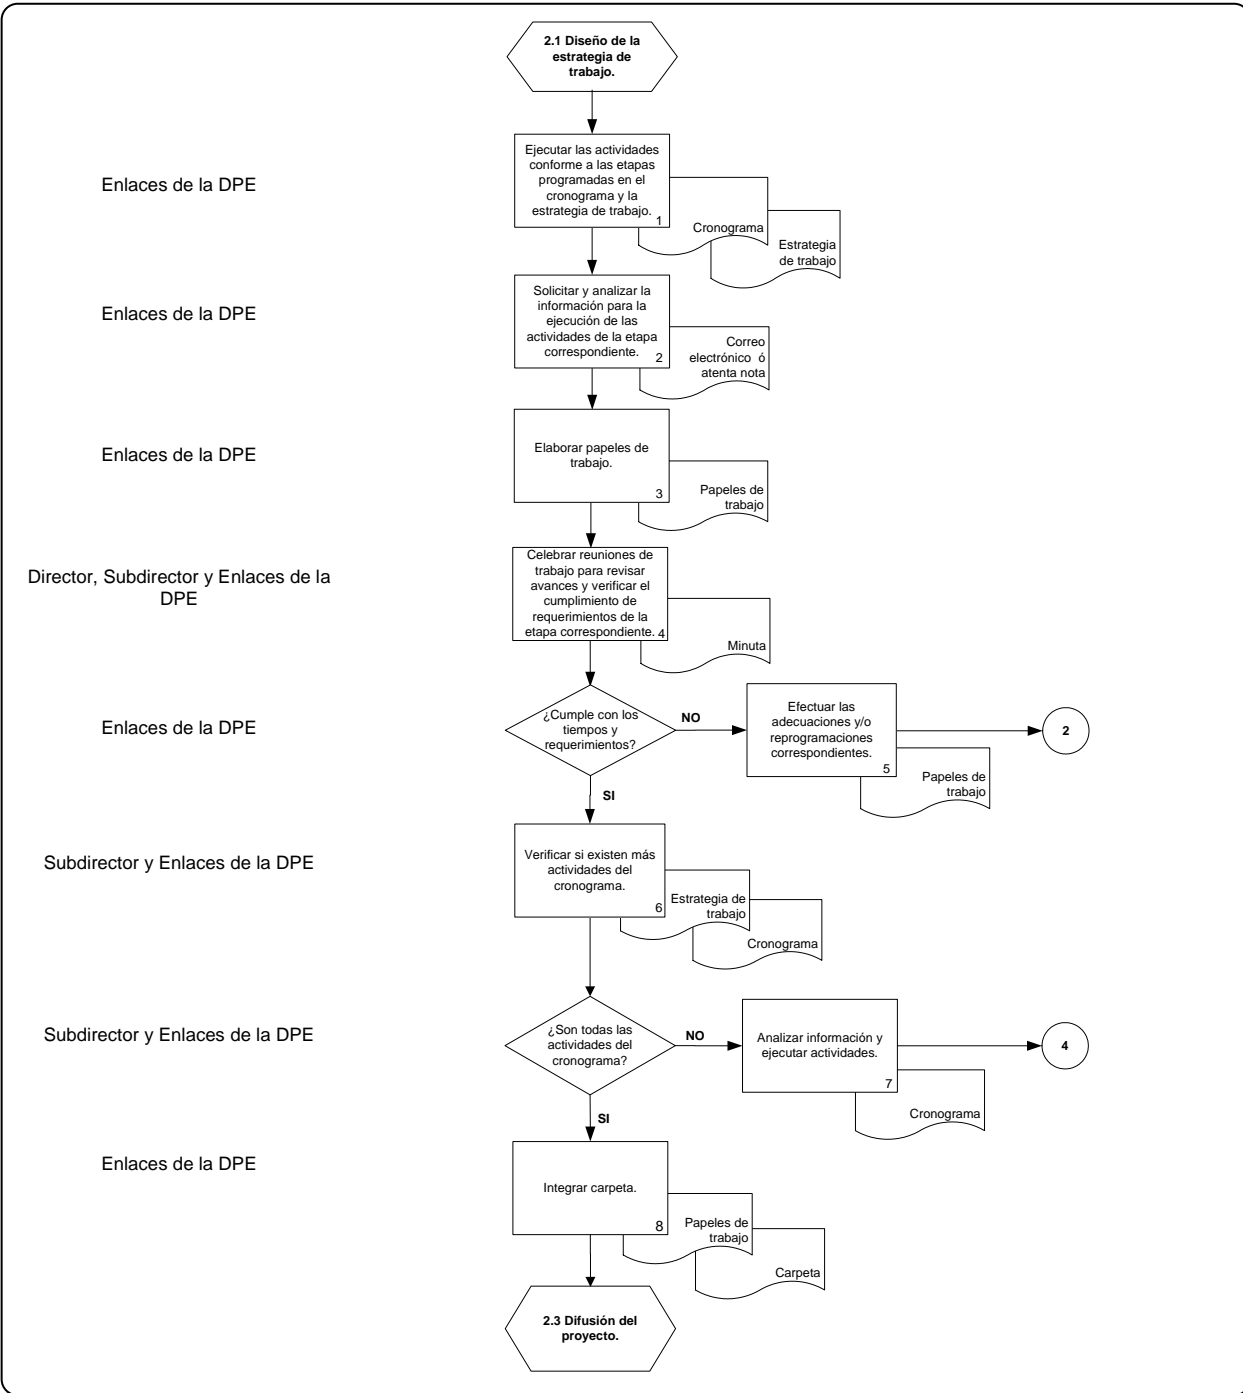 2.1 Diseño de la
estrategia de
trabajo.
Enlaces de la DPE
Ejecutar las actividades
conforme a las etapas
programadas en el
cronograma y la
estrategia de trabajo.
1
Cronograma
Estrategia
de trabajo
Enlaces de la DPE
Solicitar y analizar la
información para la
ejecución de las
actividades de la etapa
correspondiente.
2
Correo
electrónico ó
atenta nota
Enlaces de la DPE
Elaborar papeles de
trabajo.
3
Papeles de
trabajo
Director, Subdirector y Enlaces de la
DPE
Celebrar reuniones de
trabajo para revisar
avances y verificar el
cumplimiento de
requerimientos de la
etapa correspondiente.
4
Minuta
Enlaces de la DPE
¿Cumple con los
tiempos y
requerimientos?
NO
Efectuar las
adecuaciones y/o
reprogramaciones
correspondientes.
5
Papeles de
trabajo
2
SI
Subdirector y Enlaces de la DPE
Verificar si existen más
actividades del
cronograma.
6
Estrategia de
trabajo
Cronograma
Subdirector y Enlaces de la DPE
¿Son todas las
actividades del
cronograma?
NO
Analizar información y
ejecutar actividades.
7
Cronograma
4
SI
Enlaces de la DPE
Integrar carpeta.
8
Papeles de
trabajo
Carpeta
2.3 Difusión del
proyecto.